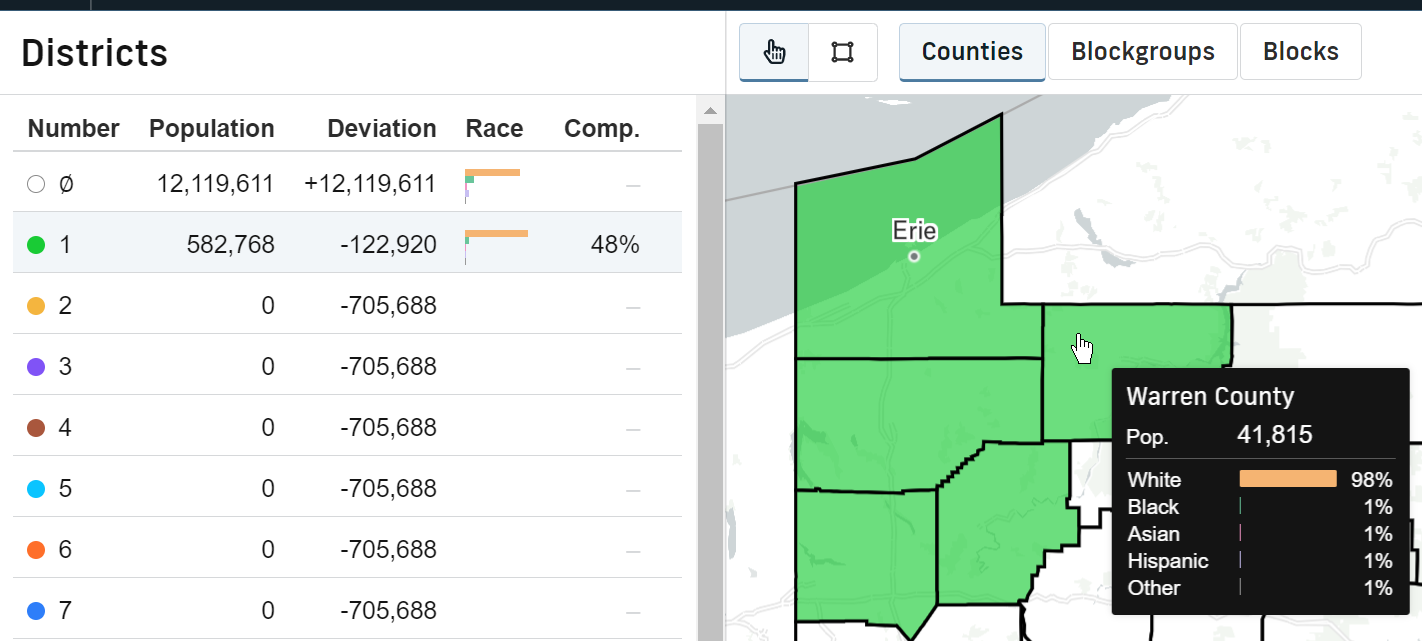 Districts
Counties Blockgroups Blocks
Number Population Deviation Race Comp.
Ø 12,119,611 +12,119,611 —
1 582,768 -122,920 48%
2 0 -705,688 —
3 0 -705,688 —
4 0 -705,688 —
5 0 -705,688 —
6 0 -705,688 —
7 0 -705,688 —
Erie
Warren County
Pop. 41,815
White 98%
Black 1%
Asian 1%
Hispanic 1%
Other 1%